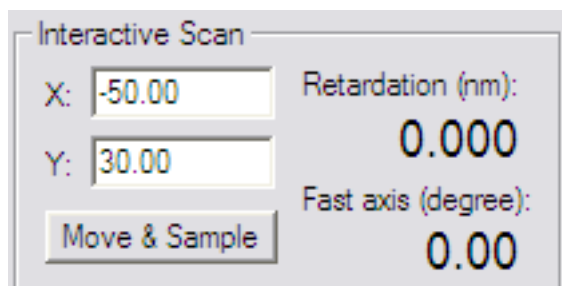 Interactive Scan
X: -50.00
Y: 30.00
Move & Sample
Retardation (nm):
0.000
Fast axis (degree):
0.00